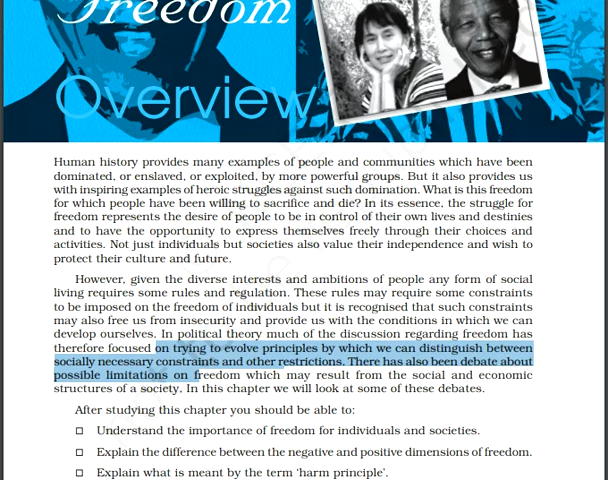 Freedom
Overview
Human history provides many examples of people and communities which have been
dominated, or enslaved, or exploited, by more powerful groups. But it also provides us
with inspiring examples of heroic struggles against such domination. What is this freedom
for which people have been willing to sacrifice and die? In its essence, the struggle for
freedom represents the desire of people to be in control of their own lives and destinies
and to have the opportunity to express themselves freely through their choices and
activities. Not just individuals but societies also value their independence and wish to
protect their culture and future.
However, given the diverse interests and ambitions of people any form of social
living requires some rules and regulation. These rules may require some constraints
to be imposed on the freedom of individuals but it is recognised that such constraints
may also free us from insecurity and provide us with the conditions in which we can
develop ourselves. In political theory much of the discussion regarding freedom has
therefore focused on trying to evolve principles by which we can distinguish between
socially necessary constraints and other restrictions. There has also been debate about
possible limitations on freedom which may result from the social and economic
structures of a society. In this chapter we will look at some of these debates.
After studying this chapter you should be able to:
□ Understand the importance of freedom for individuals and societies.
□ Explain the difference between the negative and positive dimensions of freedom.
□ Explain what is meant by the term ‘harm principle’.